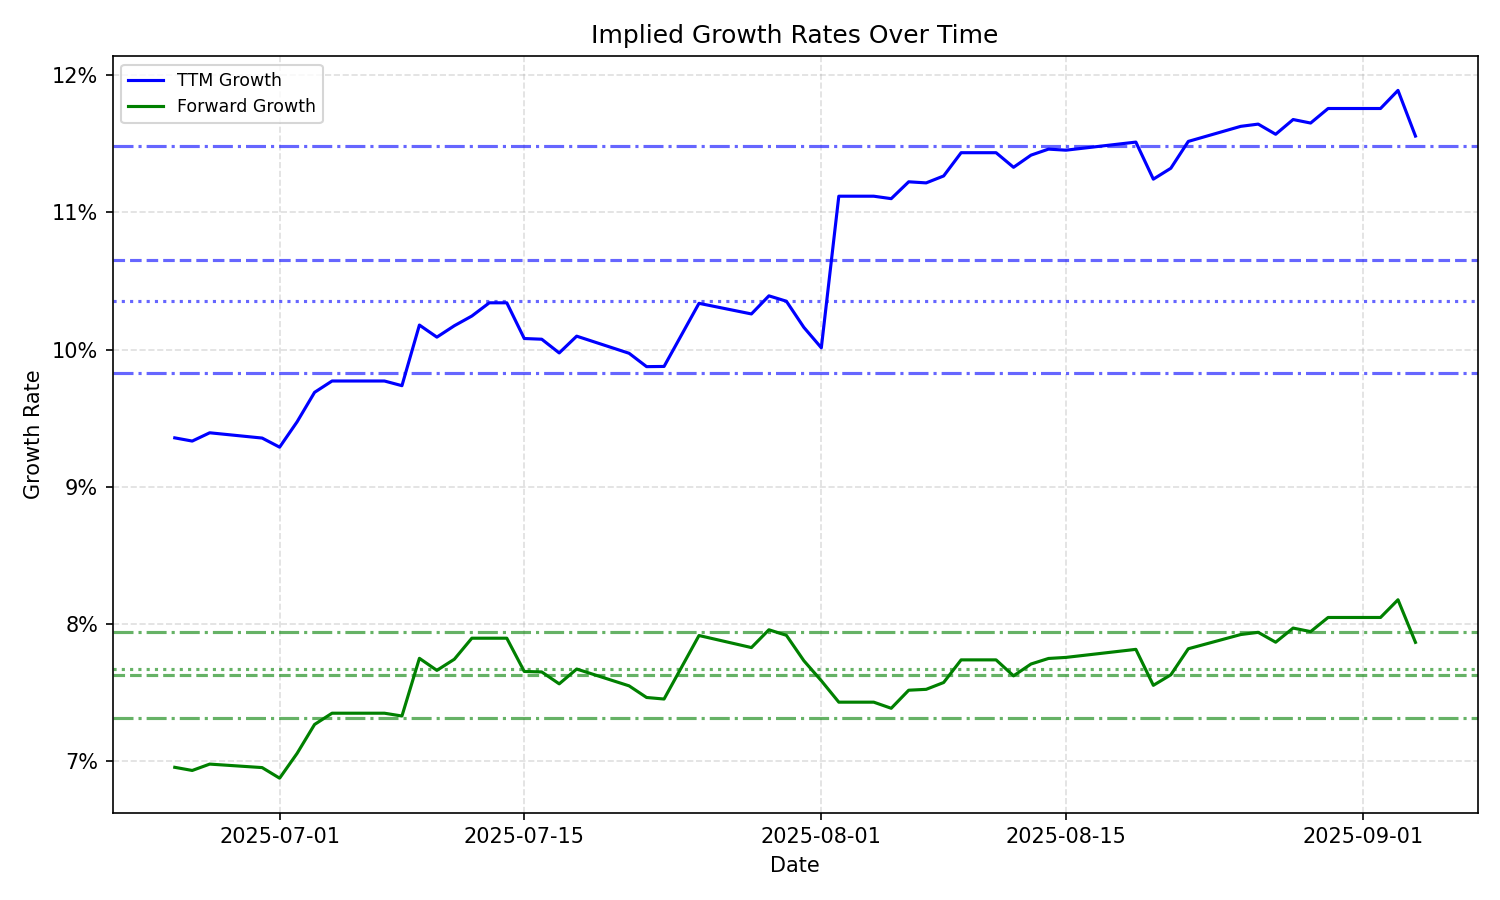 Implied Growth Rates Over Time
TTM Growth
Forward Growth
12%
11%
10%
9%
8%
7%
Growth Rate
2025-07-01
2025-07-15
2025-08-01
2025-08-15
2025-09-01
Date